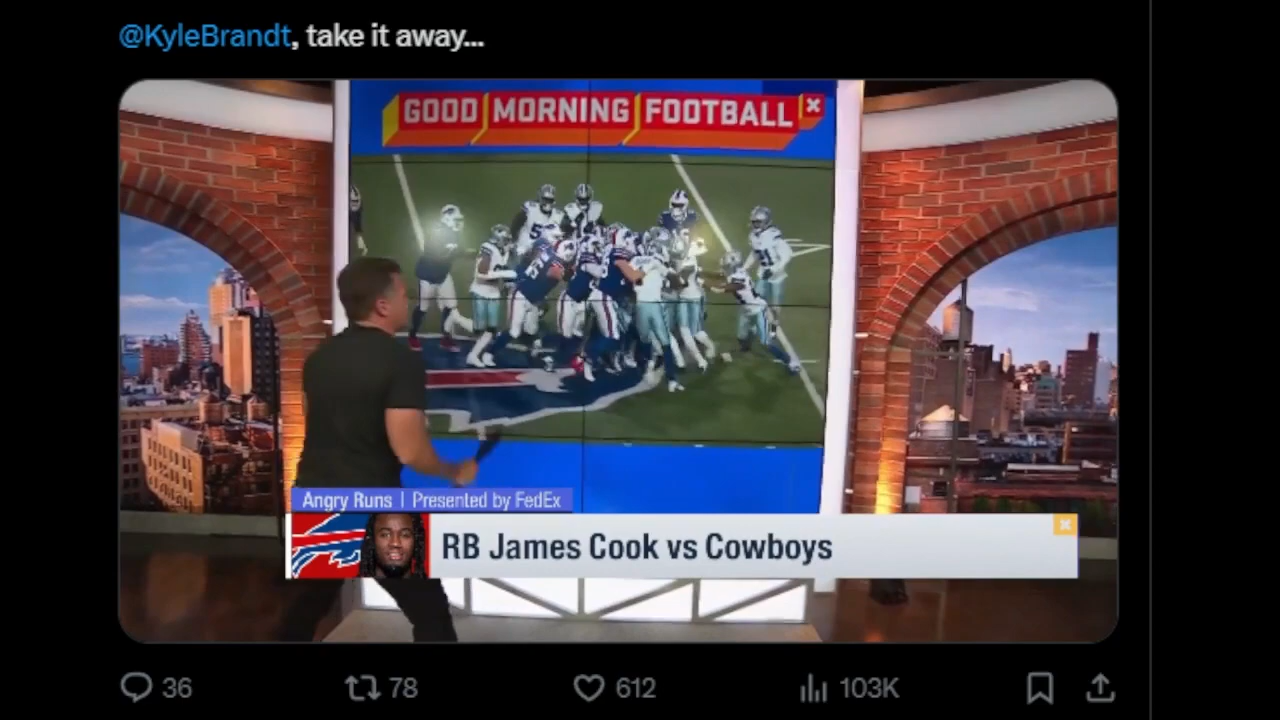 @KyleBrandt, take it away...
GOOD MORNING FOOTBALL
Angry Runs | Presented by FedEx
RB James Cook vs Cowboys
36 78 612 103K